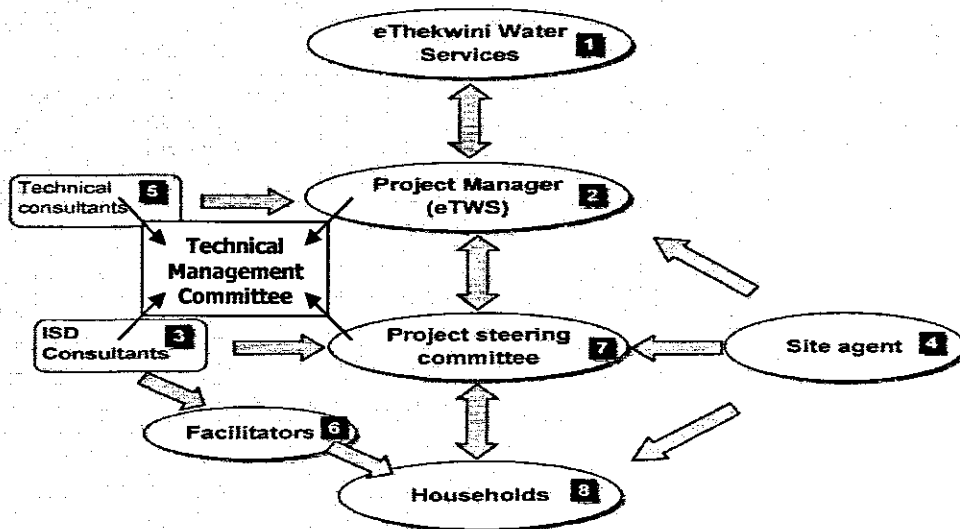 eThekwini Water
Services
1
Technical
consultants
5
Project Manager
(eTWS)
2
Technical
Management
Committee
ISD
Consultants
3
Project steering
committee
7
Site agent
4
Facilitators
6
Households
8